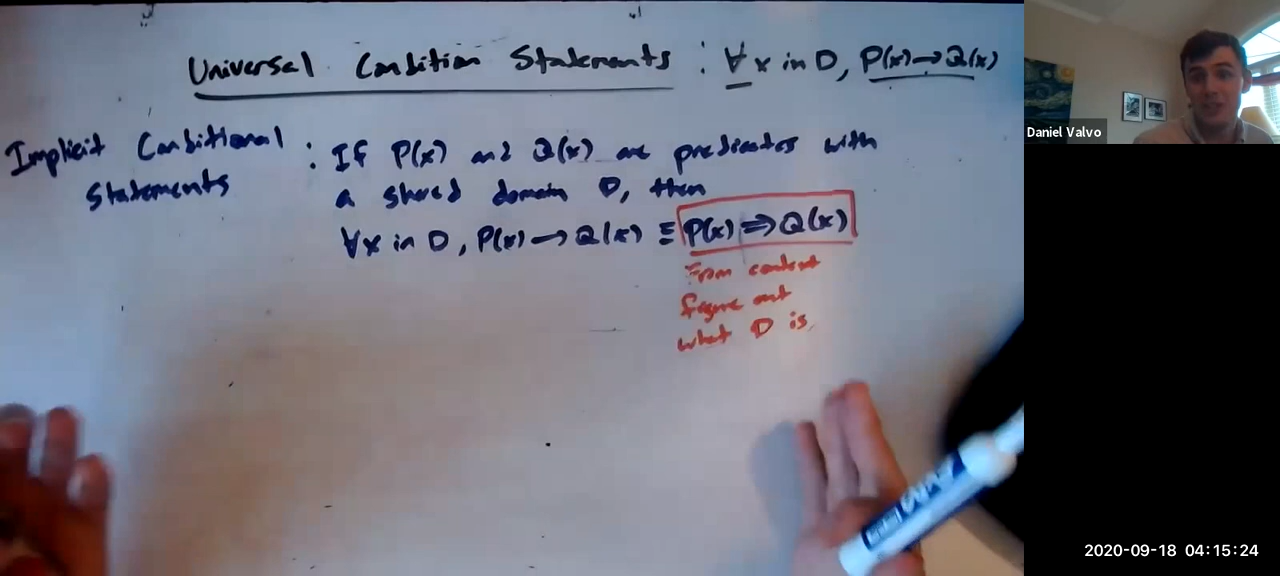 Universal Condition Statements : ∀x in D, P(x)→Q(x)
Implicit Conditional Statements : If P(x) and Q(x) are predicates with
a shared domain D, then
∀x in D, P(x)→Q(x) ≡ P(x)⇒Q(x)
From context
figure out
what D is.
Daniel Valvo
2020-09-18 04:15:24